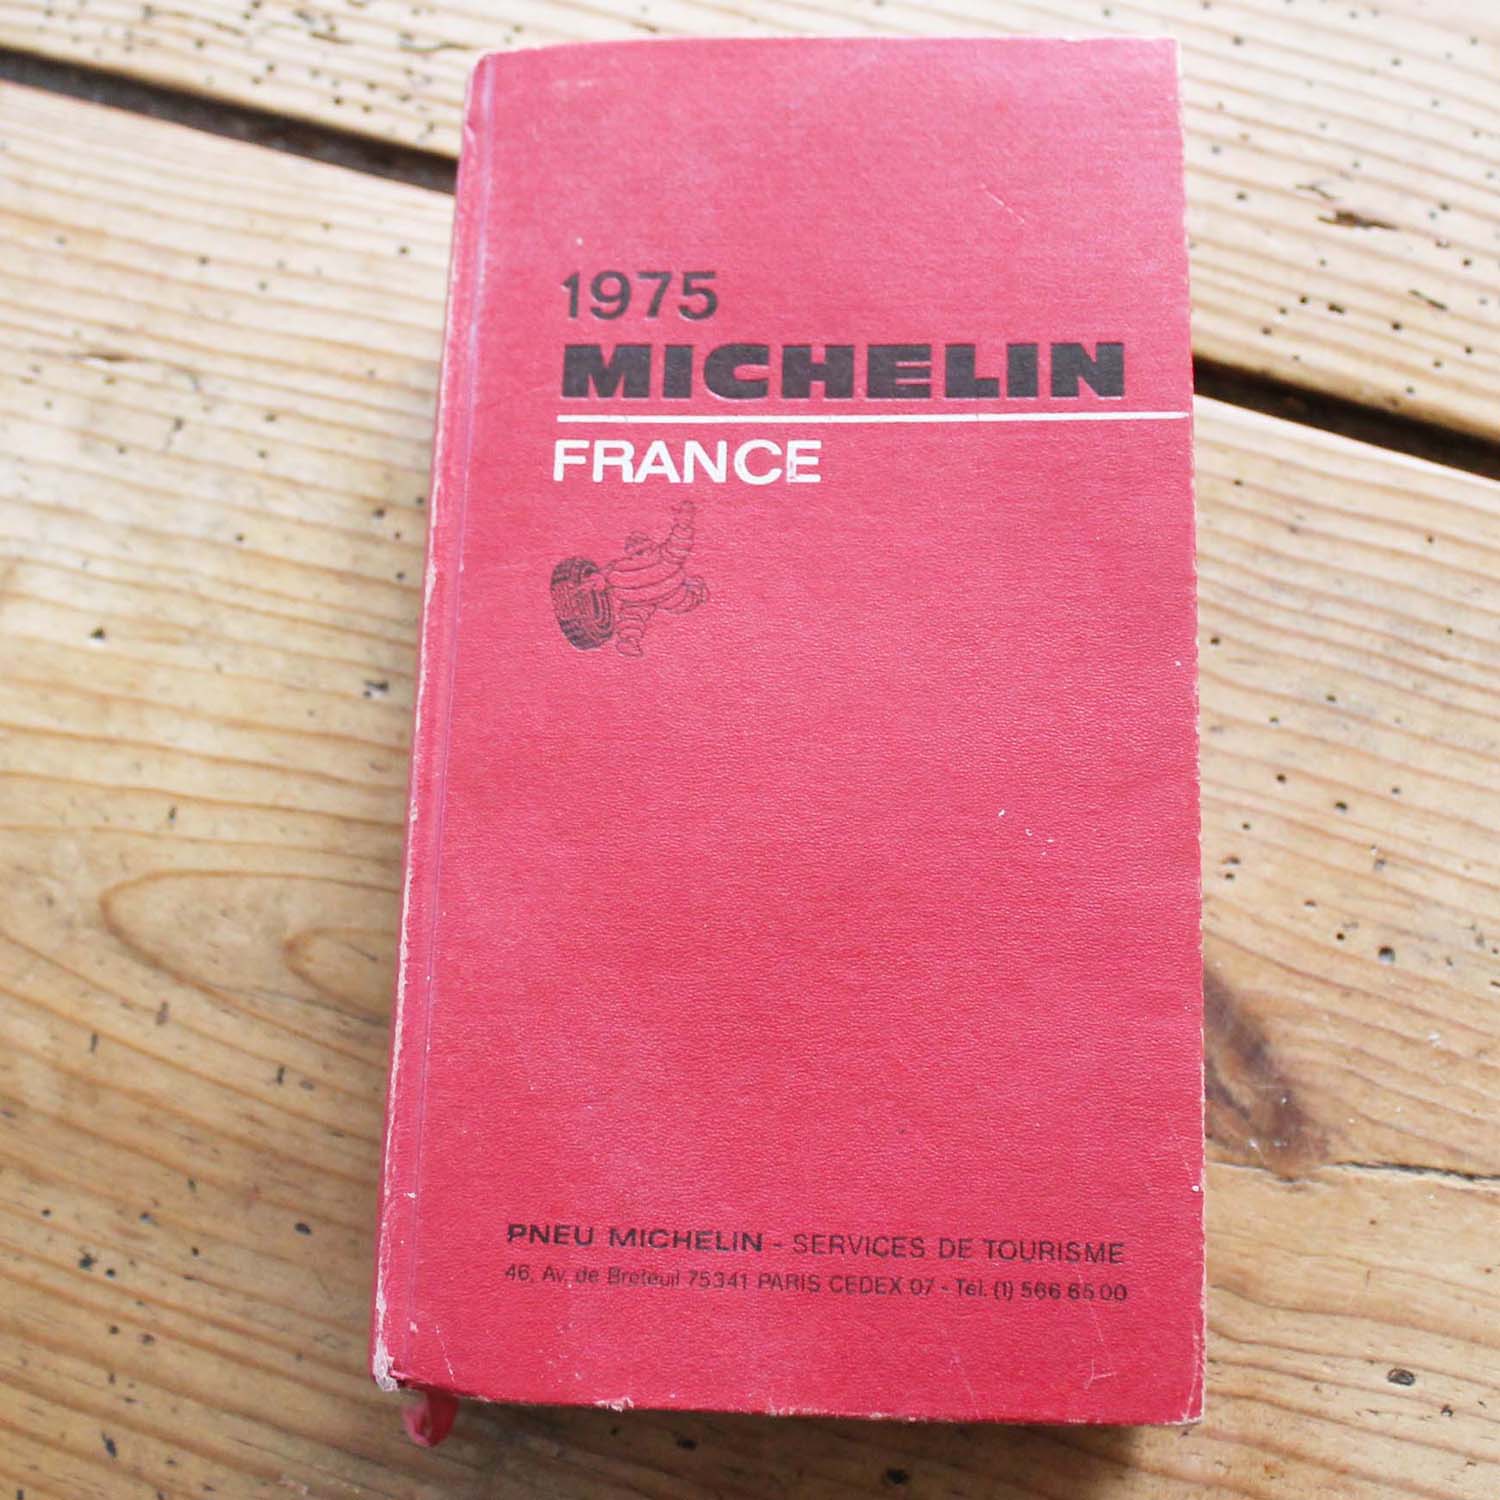 1975
MICHELIN
FRANCE
PNEU MICHELIN - SERVICES DE TOURISME
46, Av. de Breteuil 75341 PARIS CEDEX 07 - Tél. (1) 566 65 00